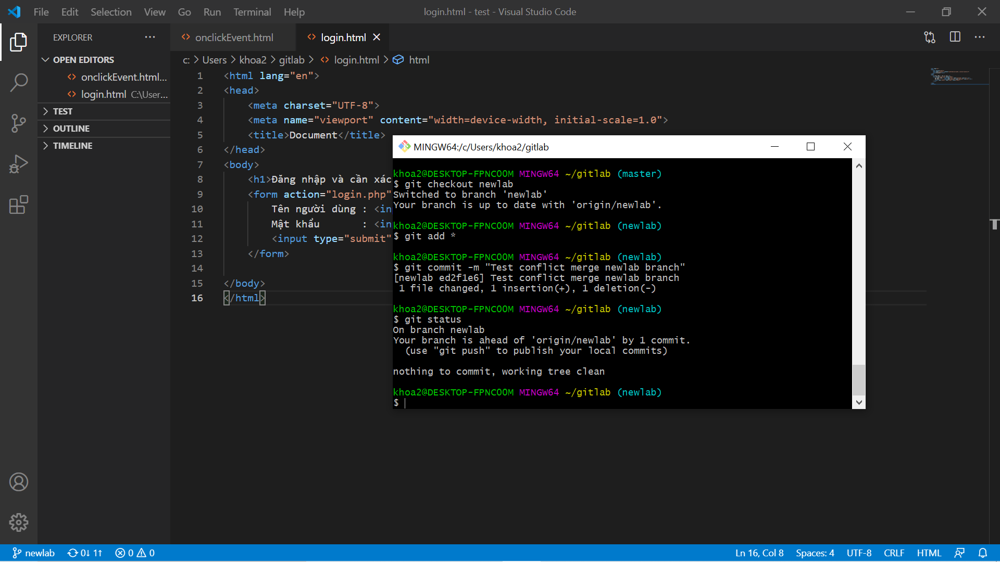 File Edit Selection View Go Run Terminal Help
login.html - test - Visual Studio Code
EXPLORER
OPEN EDITORS
onclickEvent.html...
login.html C:\User...
TEST
OUTLINE
TIMELINE
onclickEvent.html
login.html
c: > Users > khoa2 > gitlab > login.html > html
1 <html lang="en">
2 <head>
3 <meta charset="UTF-8">
4 <meta name="viewport" content="width=device-width, initial-scale=1.0">
5 <title>Document</title>
6 </head>
7 <body>
8 <h1>Đăng nhập và cần xác
9 <form action="login.php"
10 Tên người dùng : <in
11 Mật khẩu : <in
12 <input type="submit"
13 </form>
14
15 </body>
16 </html>
MINGW64:/c/Users/khoa2/gitlab
khoa2@DESKTOP-FPNCO0M MINGW64 ~/gitlab (master)
$ git checkout newlab
Switched to branch 'newlab'
Your branch is up to date with 'origin/newlab'.
khoa2@DESKTOP-FPNCO0M MINGW64 ~/gitlab (newlab)
$ git add *
khoa2@DESKTOP-FPNCO0M MINGW64 ~/gitlab (newlab)
$ git commit -m "Test conflict merge newlab branch"
[newlab ed2f1e6] Test conflict merge newlab branch
1 file changed, 1 insertion(+), 1 deletion(-)
khoa2@DESKTOP-FPNCO0M MINGW64 ~/gitlab (newlab)
$ git status
On branch newlab
Your branch is ahead of 'origin/newlab' by 1 commit.
(use "git push" to publish your local commits)
nothing to commit, working tree clean
khoa2@DESKTOP-FPNCO0M MINGW64 ~/gitlab (newlab)
$
newlab 0↓ 1↑ 0 0
Ln 16, Col 8 Spaces: 4 UTF-8 CRLF HTML